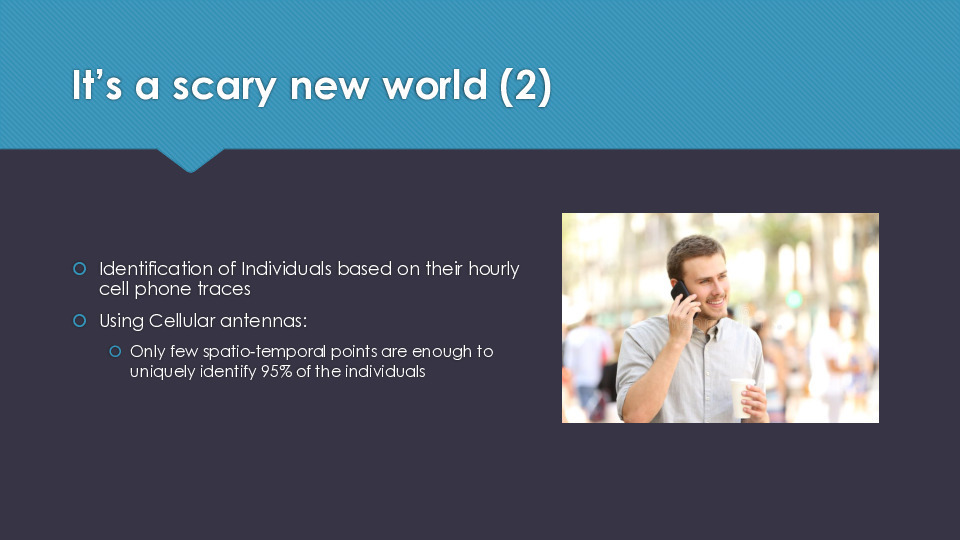 It’s a scary new world (2)
Identification of Individuals based on their hourly
cell phone traces
Using Cellular antennas:
Only few spatio-temporal points are enough to
uniquely identify 95% of the individuals